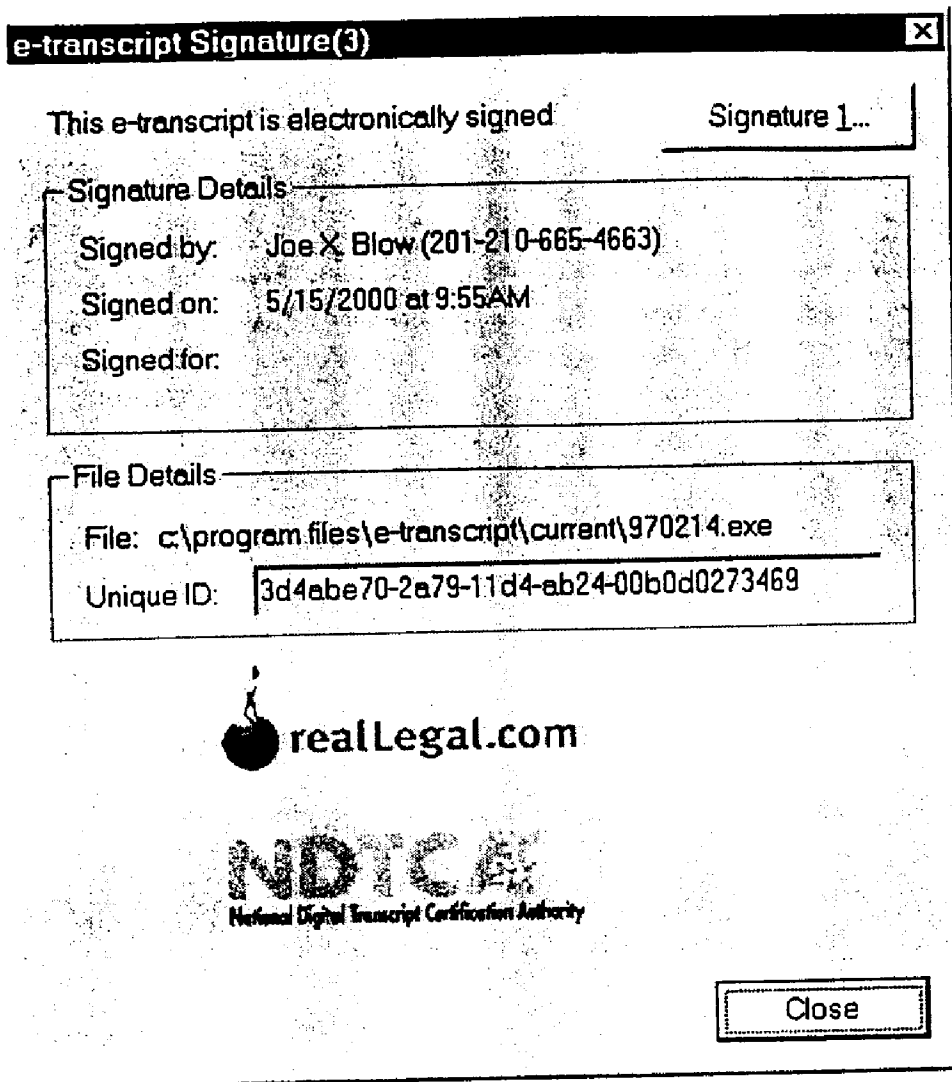 e-transcript Signature(3)
This e-transcript is electronically signed
Signature 1...
Signature Details
Signed by: Joe X. Blow (201-210-665-4663)
Signed on: 5/15/2000 at 9:55AM
Signed for:
File Details
File: c:\program files\e-transcript\current\970214.exe
Unique ID: 3d4abe70-2a79-11d4-ab24-00b0d0273469
realLegal.com
NDTCA
National Digital Transcript Certification Authority
Close